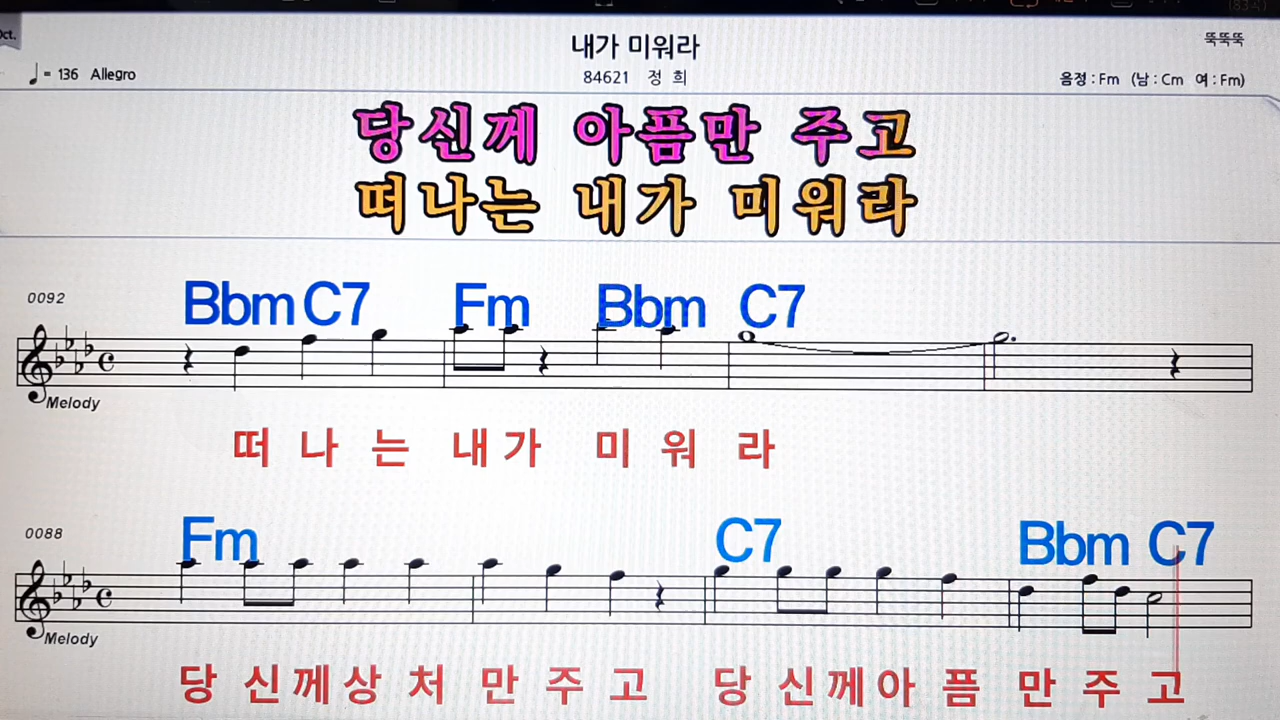 Oct.
내가 미워라
뚝뚝뚝
= 136 Allegro
84621 정 희
음정 : Fm (남 : Cm 여 : Fm)
당신께 아픔만 주고
떠나는 내가 미워라
0092
Bbm C7 Fm Bbm C7
Melody
떠 나 는 내 가 미 워 라
0088
Fm C7 Bbm C7
Melody
당 신 께 상 처 만 주 고 당 신 께 아 픔 만 주 고